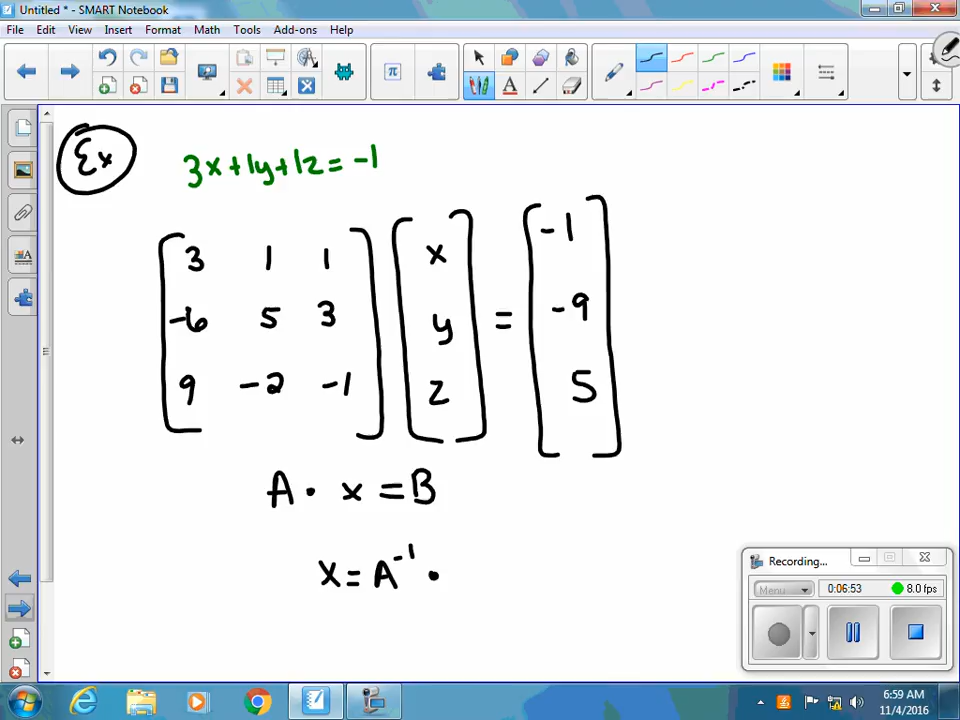 Untitled * - SMART Notebook
File Edit View Insert Format Math Tools Add-ons Help
π A
Ex
3x+1y+1z=-1
3 1 1 x -1
-6 5 3 y = -9
9 -2 -1 z 5
A · x = B
x = A⁻¹ ·
Recording...
Menu 0:06:53 8.0 fps
6:59 AM
11/4/2016